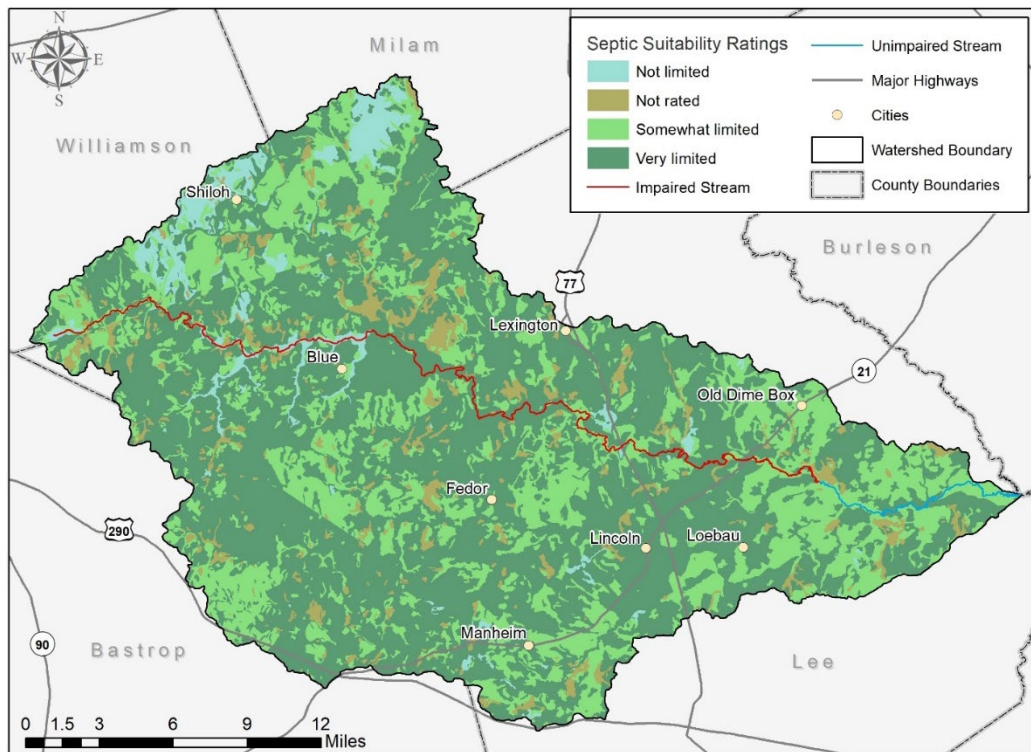 N
W E
S
Milam
Williamson
Burleson
Bastrop
Lee
Shiloh
Blue
Lexington
Old Dime Box
Fedor
Lincoln
Loebau
Manheim
77
21
290
90
Septic Suitability Ratings
Not limited
Not rated
Somewhat limited
Very limited
Impaired Stream
Unimpaired Stream
Major Highways
Cities
Watershed Boundary
County Boundaries
0 1.5 3 6 9 12
Miles